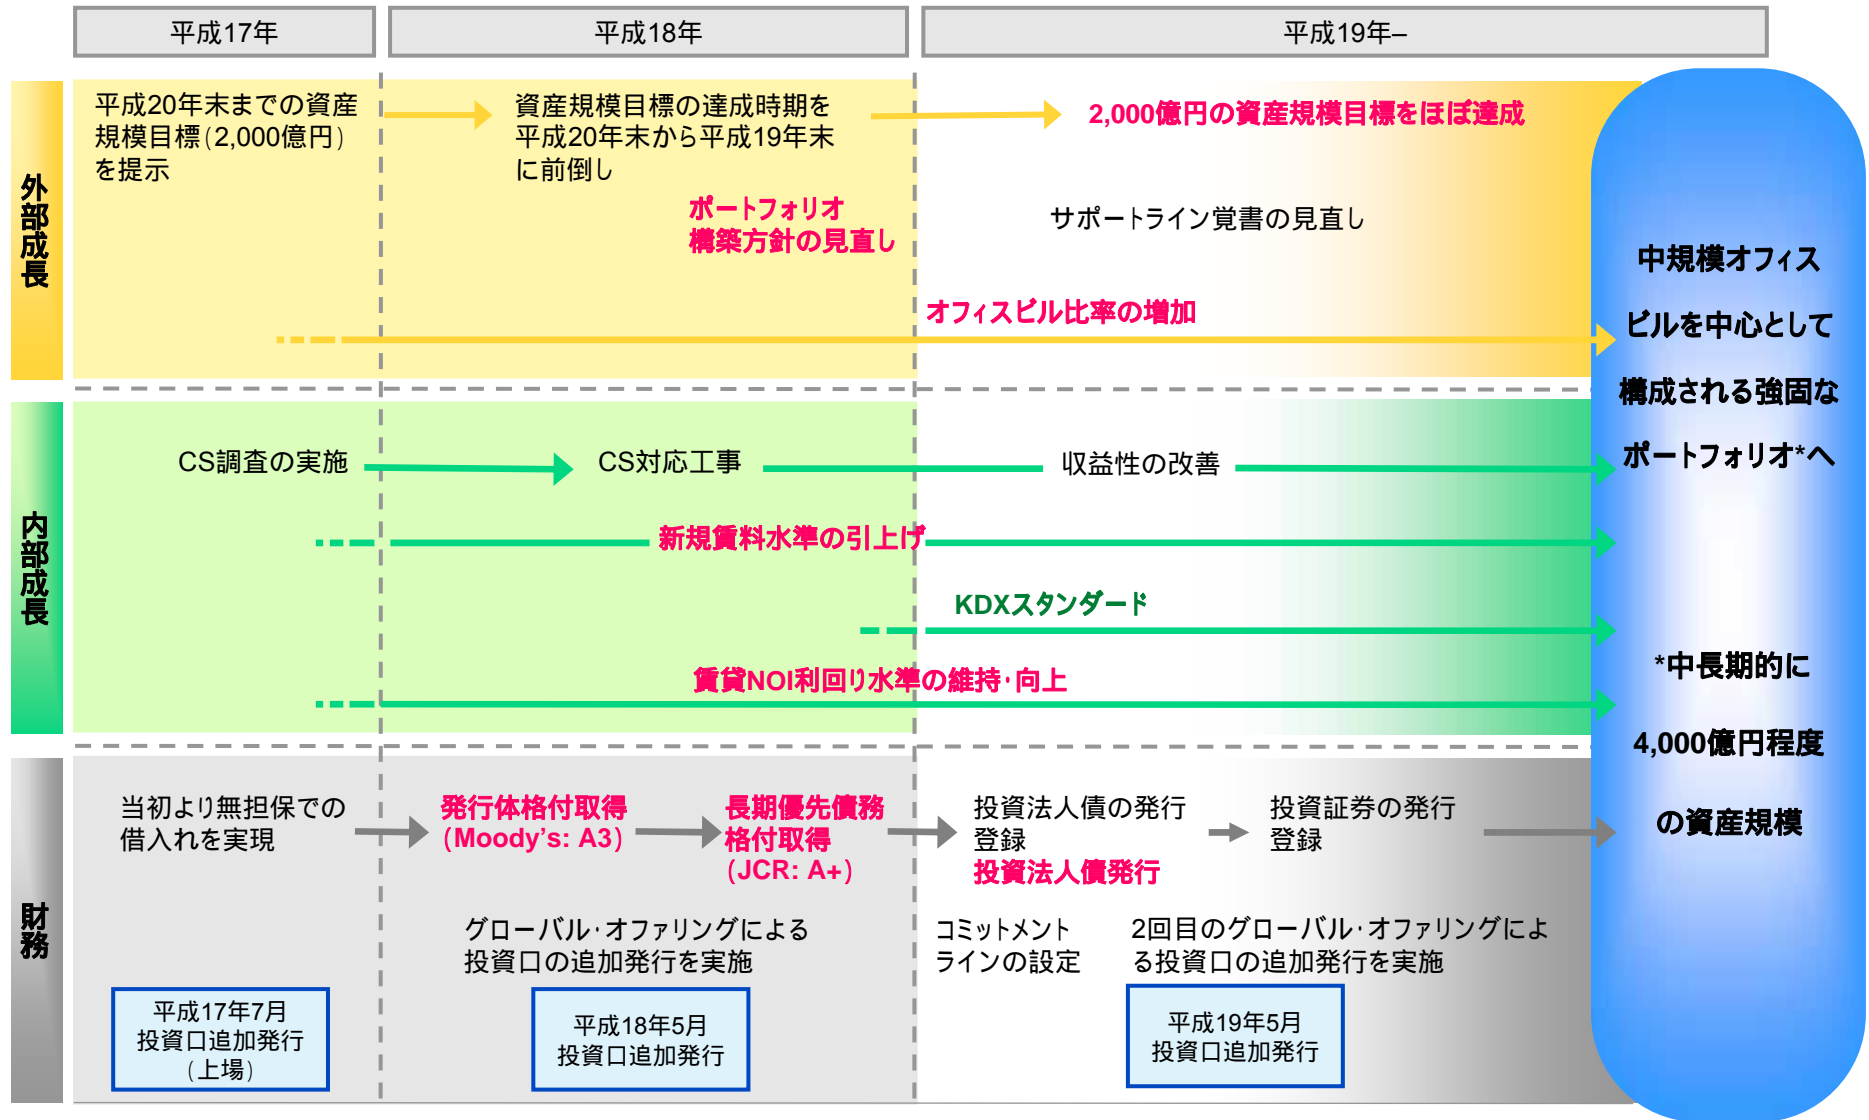 平成17年
平成18年
平成19年–
外部成長
平成20年末までの資産
規模目標(2,000億円)
を提示
資産規模目標の達成時期を
平成20年末から平成19年末
に前倒し
2,000億円の資産規模目標をほぼ達成
ポートフォリオ
構築方針の見直し
サポートライン覚書の見直し
オフィスビル比率の増加
内部成長
CS調査の実施
CS対応工事
収益性の改善
新規賃料水準の引上げ
KDXスタンダード
賃貸NOI利回り水準の維持・向上
財務
当初より無担保での
借入れを実現
発行体格付取得
(Moody's: A3)
長期優先債務
格付取得
(JCR: A+)
投資法人債の発行
登録
投資法人債発行
投資証券の発行
登録
グローバル・オファリングによる
投資口の追加発行を実施
コミットメント
ラインの設定
2回目のグローバル・オファリングによ
る投資口の追加発行を実施
平成17年7月
投資口追加発行
(上場)
平成18年5月
投資口追加発行
平成19年5月
投資口追加発行
中規模オフィス
ビルを中心として
構成される強固な
ポートフォリオ*へ
*中長期的に
4,000億円程度
の資産規模